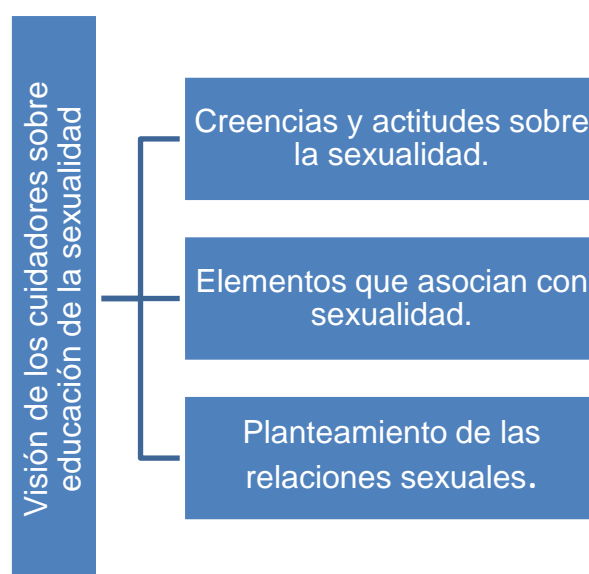 Visión de los cuidadores sobre
educación de la sexualidad
Creencias y actitudes sobre
la sexualidad.
Elementos que asocian con
sexualidad.
Planteamiento de las
relaciones sexuales.